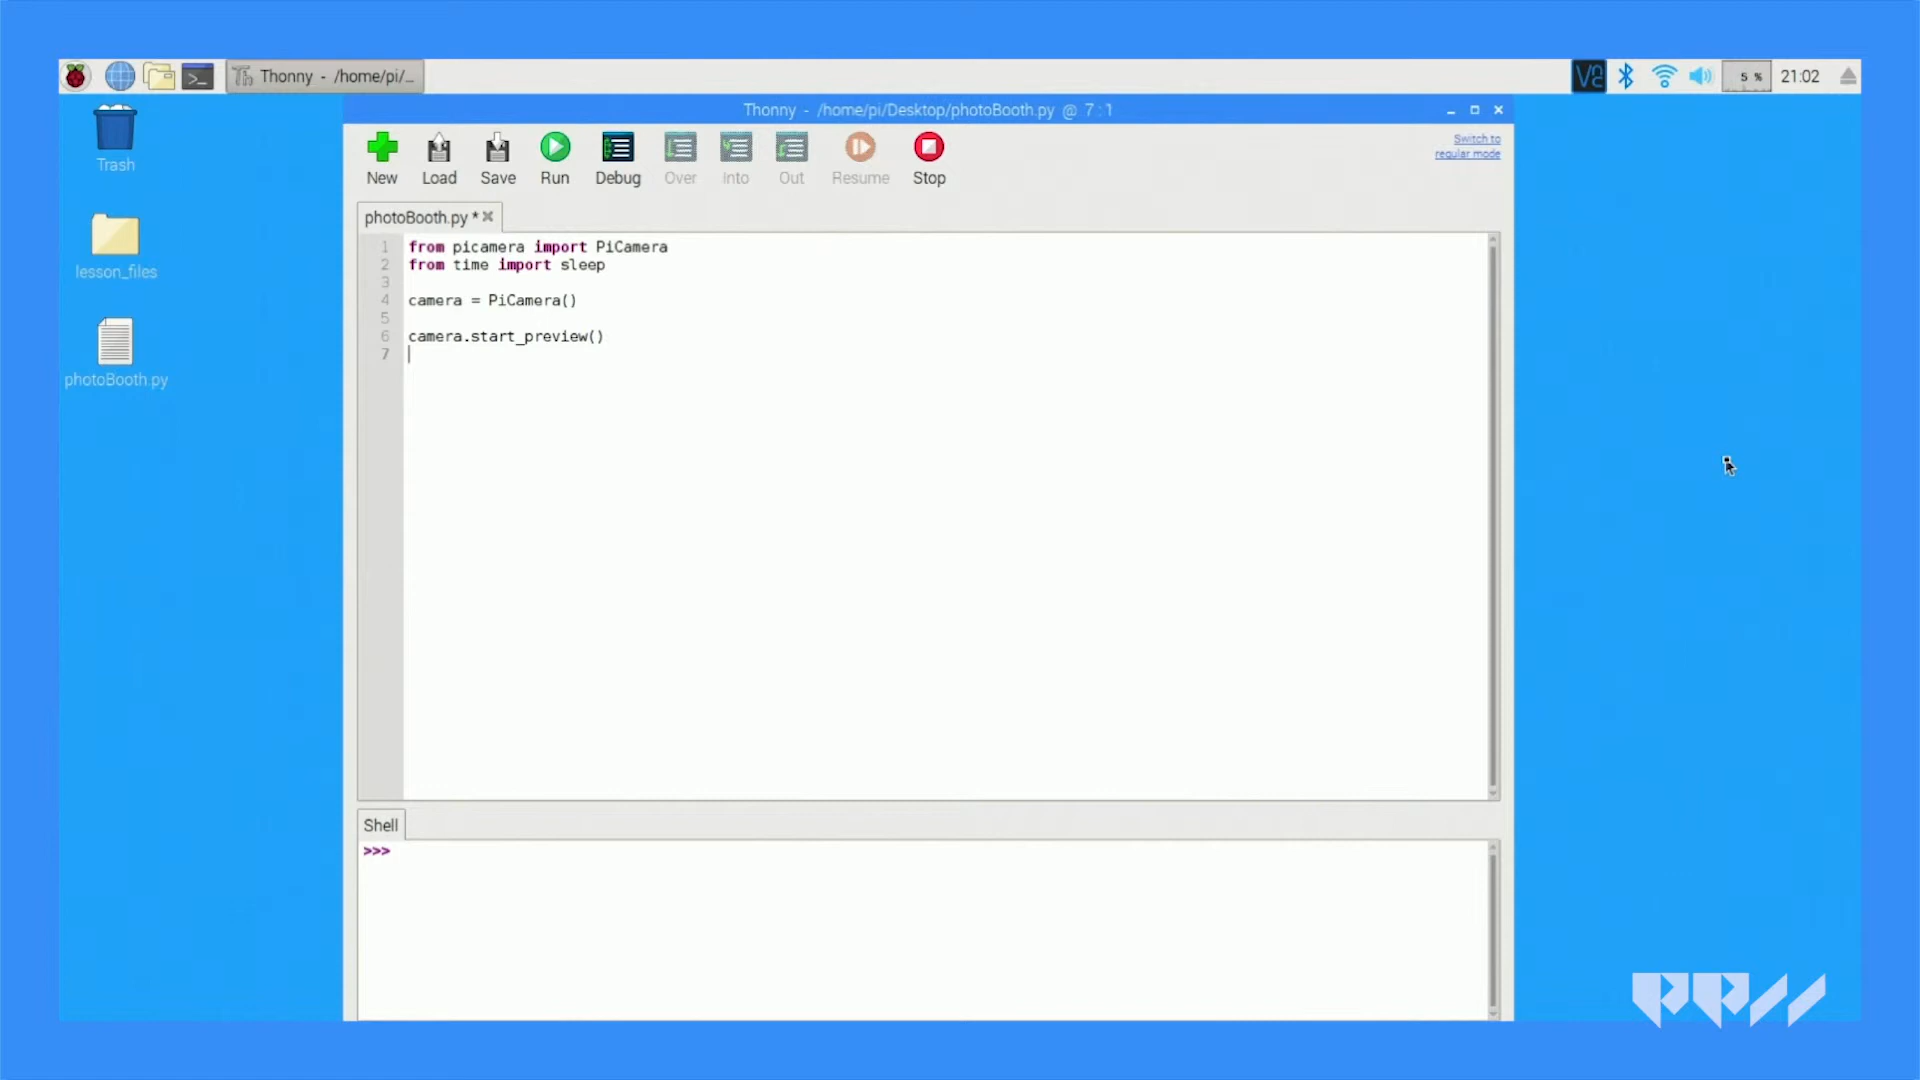 Thonny - /home/pi/...
5 %
21:02
Thonny - /home/pi/Desktop/photoBooth.py @ 7 : 1
Trash
lesson_files
photoBooth.py
New Load Save Run Debug Over Into Out Resume Stop
Switch to
regular mode
photoBooth.py *
1 from picamera import PiCamera
2 from time import sleep
3
4 camera = PiCamera()
5
6 camera.start_preview()
7
Shell
>>>